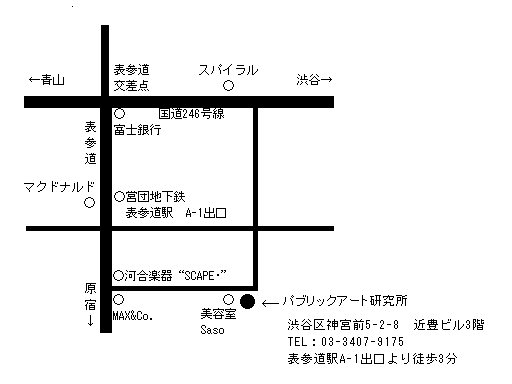 表参道
交差点
スパイラル
←青山
渋谷→
国道246号線
富士銀行
表参道
マクドナルド
営団地下鉄
表参道駅 A-1出口
河合楽器“SCAPE・”
原宿↓
MAX&Co.
美容室
Saso
←パブリックアート研究所
渋谷区神宮前5-2-8 近豊ビル3階
TEL：03-3407-9175
表参道駅A-1出口より徒歩3分